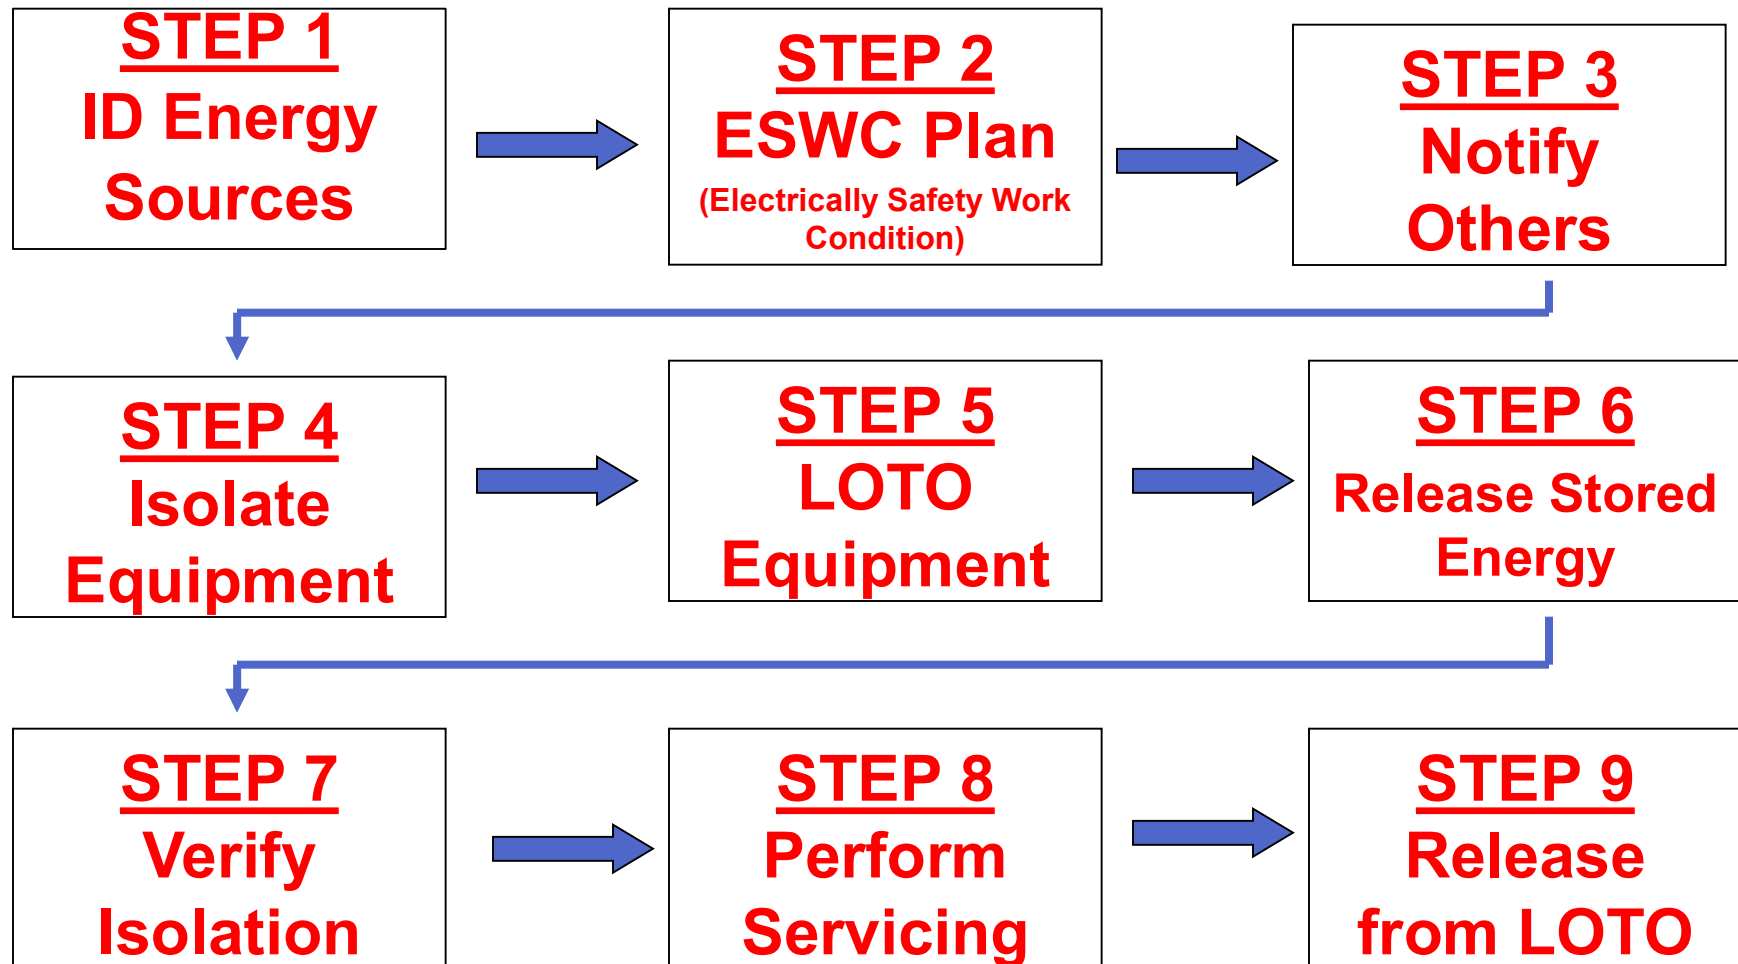 STEP 1
ID Energy
Sources
STEP 2
ESWC Plan
(Electrically Safety Work
Condition)
STEP 3
Notify
Others
STEP 4
Isolate
Equipment
STEP 5
LOTO
Equipment
STEP 6
Release Stored
Energy
STEP 7
Verify
Isolation
STEP 8
Perform
Servicing
STEP 9
Release
from LOTO